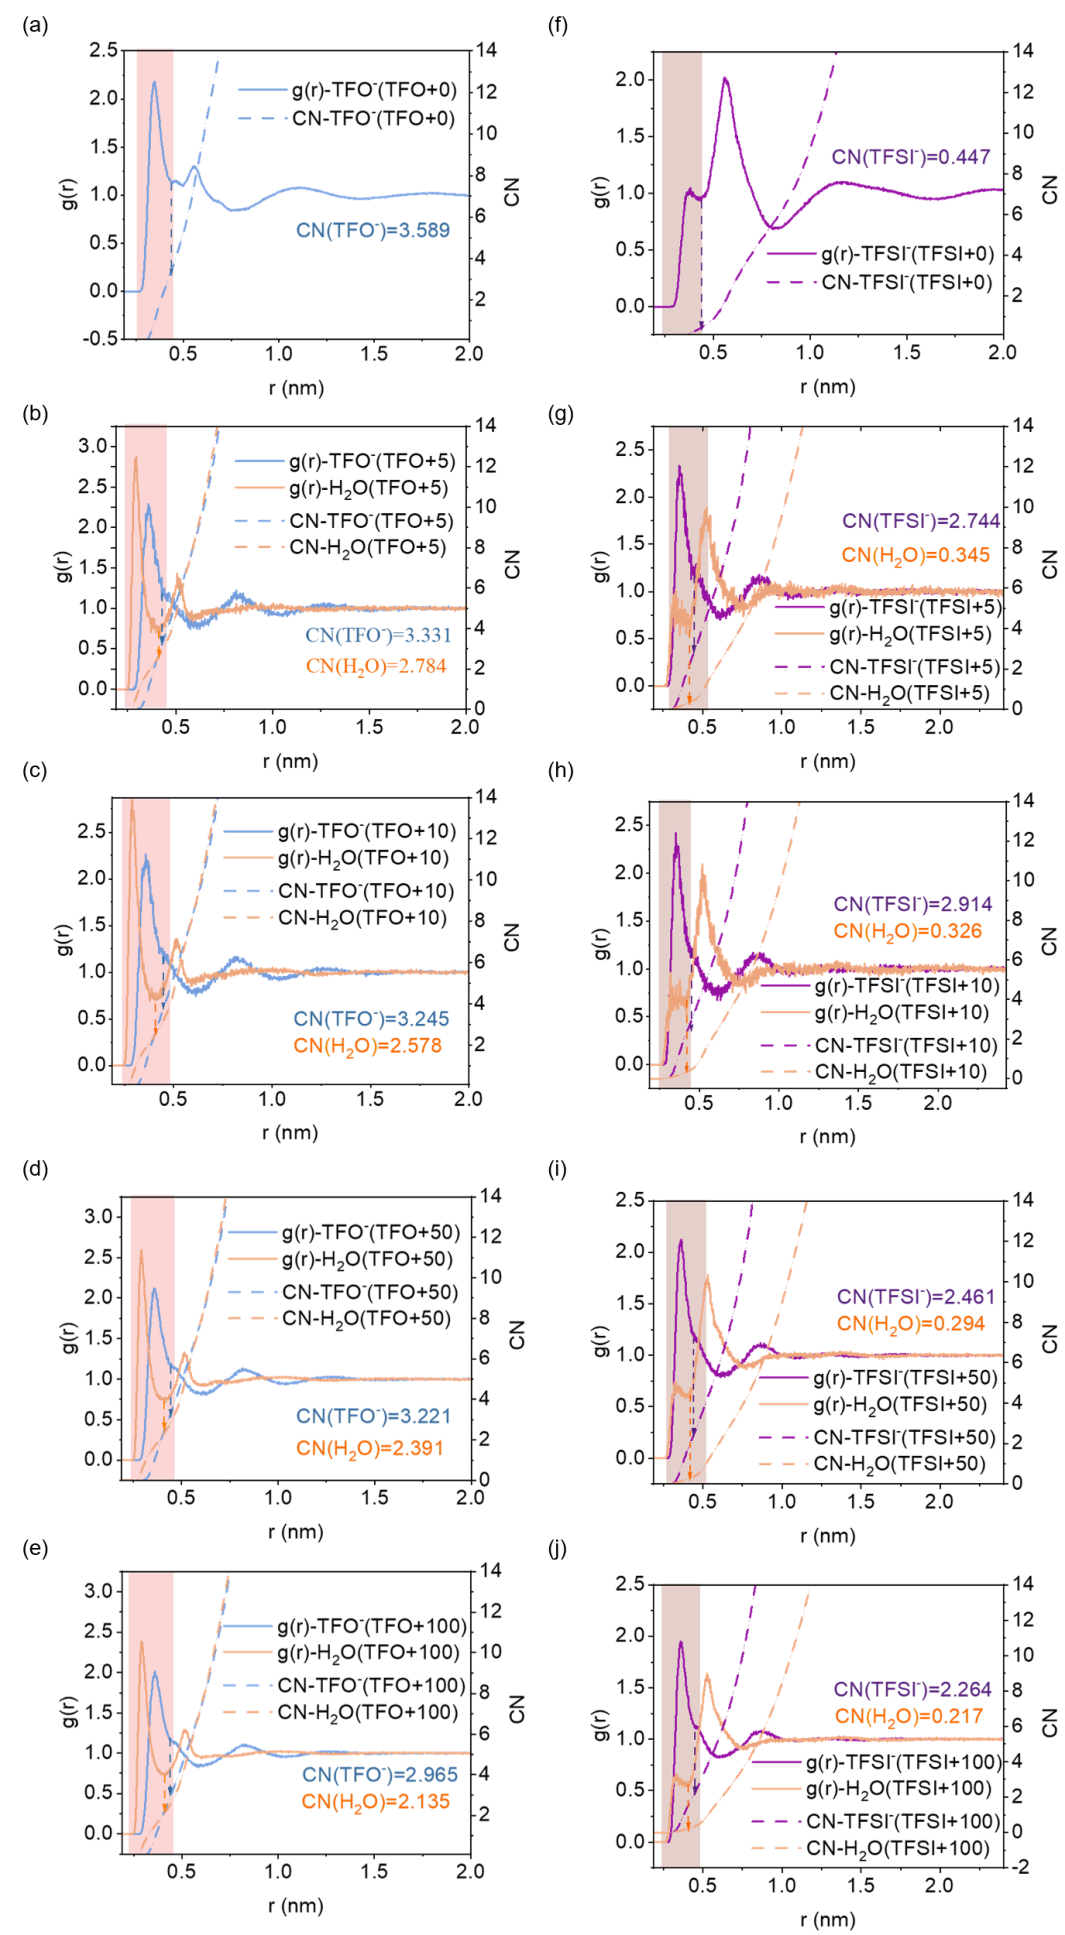 (a)
2.5
2.0
1.5
1.0
0.5
0.0
-0.5
g(r)
14
12
10
8
6
4
2
CN
g(r)-TFO⁻(TFO+0)
CN-TFO⁻(TFO+0)
CN(TFO⁻)=3.589
0.5 1.0 1.5 2.0
r (nm)
(f)
2.0
1.5
1.0
0.5
0.0
g(r)
14
12
10
8
6
4
2
CN
CN(TFSI⁻)=0.447
g(r)-TFSI⁻(TFSI+0)
CN-TFSI⁻(TFSI+0)
0.5 1.0 1.5 2.0
r (nm)
(b)
3.0
2.5
2.0
1.5
1.0
0.5
0.0
g(r)
14
12
10
8
6
4
2
0
CN
g(r)-TFO⁻(TFO+5)
g(r)-H₂O(TFO+5)
CN-TFO⁻(TFO+5)
CN-H₂O(TFO+5)
CN(TFO⁻)=3.331
CN(H₂O)=2.784
0.5 1.0 1.5 2.0
r (nm)
(g)
2.5
2.0
1.5
1.0
0.5
0.0
g(r)
14
12
10
8
6
4
2
0
CN
CN(TFSI⁻)=2.744
CN(H₂O)=0.345
g(r)-TFSI⁻(TFSI+5)
g(r)-H₂O(TFSI+5)
CN-TFSI⁻(TFSI+5)
CN-H₂O(TFSI+5)
0.5 1.0 1.5 2.0
r (nm)
(c)
2.5
2.0
1.5
1.0
0.5
0.0
g(r)
14
12
10
8
6
4
2
CN
g(r)-TFO⁻(TFO+10)
g(r)-H₂O(TFO+10)
CN-TFO⁻(TFO+10)
CN-H₂O(TFO+10)
CN(TFO⁻)=3.245
CN(H₂O)=2.578
0.5 1.0 1.5 2.0
r (nm)
(h)
2.5
2.0
1.5
1.0
0.5
0.0
g(r)
14
12
10
8
6
4
2
0
CN
CN(TFSI⁻)=2.914
CN(H₂O)=0.326
g(r)-TFSI⁻(TFSI+10)
g(r)-H₂O(TFSI+10)
CN-TFSI⁻(TFSI+10)
CN-H₂O(TFSI+10)
0.5 1.0 1.5 2.0
r (nm)
(d)
3.0
2.5
2.0
1.5
1.0
0.5
0.0
g(r)
14
12
10
8
6
4
2
0
CN
g(r)-TFO⁻(TFO+50)
g(r)-H₂O(TFO+50)
CN-TFO⁻(TFO+50)
CN-H₂O(TFO+50)
CN(TFO⁻)=3.221
CN(H₂O)=2.391
0.5 1.0 1.5 2.0
r (nm)
(i)
2.5
2.0
1.5
1.0
0.5
0.0
g(r)
14
12
10
8
6
4
2
0
CN
CN(TFSI⁻)=2.461
CN(H₂O)=0.294
g(r)-TFSI⁻(TFSI+50)
g(r)-H₂O(TFSI+50)
CN-TFSI⁻(TFSI+50)
CN-H₂O(TFSI+50)
0.5 1.0 1.5 2.0
r (nm)
(e)
3.0
2.5
2.0
1.5
1.0
0.5
0.0
g(r)
14
12
10
8
6
4
2
CN
g(r)-TFO⁻(TFO+100)
g(r)-H₂O(TFO+100)
CN-TFO⁻(TFO+100)
CN-H₂O(TFO+100)
CN(TFO⁻)=2.965
CN(H₂O)=2.135
0.5 1.0 1.5 2.0
r (nm)
(j)
2.5
2.0
1.5
1.0
0.5
0.0
g(r)
14
12
10
8
6
4
2
0
-2
CN
CN(TFSI⁻)=2.264
CN(H₂O)=0.217
g(r)-TFSI⁻(TFSI+100)
g(r)-H₂O(TFSI+100)
CN-TFSI⁻(TFSI+100)
CN-H₂O(TFSI+100)
0.5 1.0 1.5 2.0
r (nm)